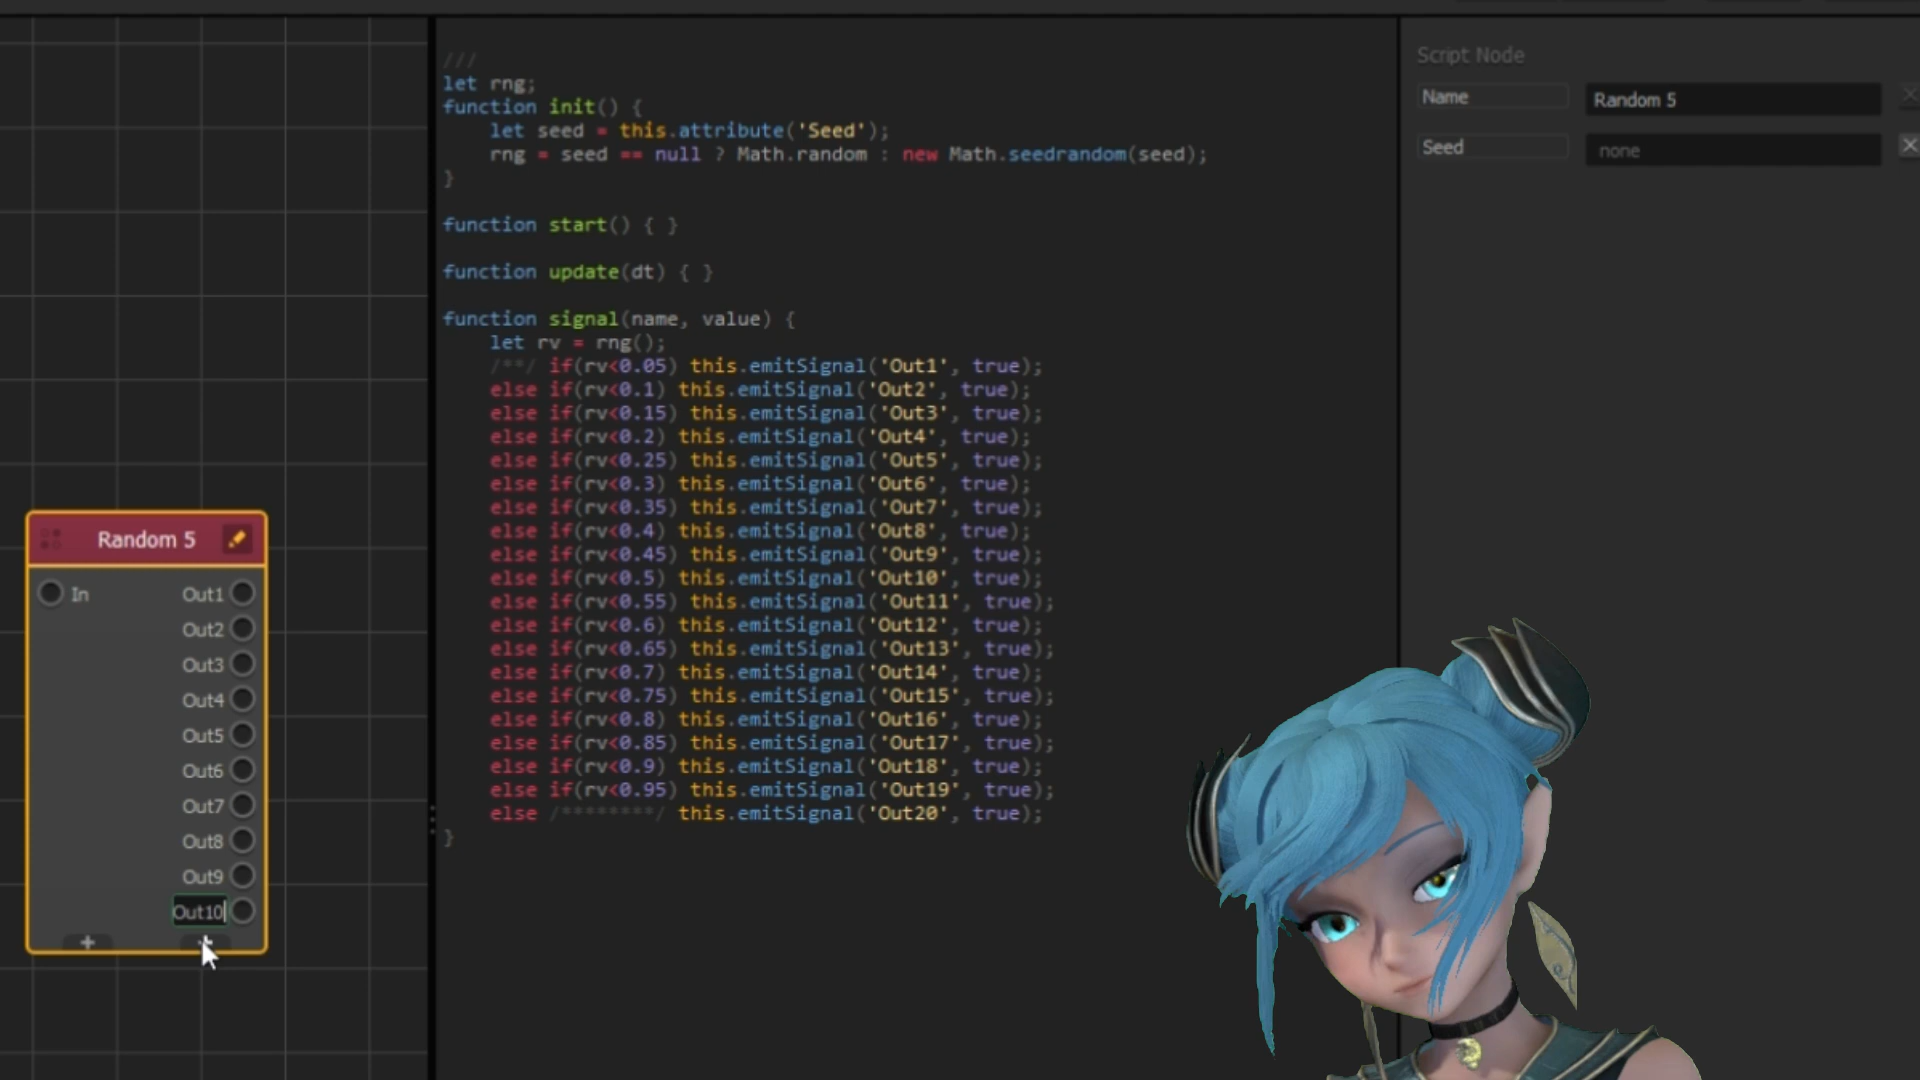 ///
let rng;
function init() {
    let seed = this.attribute('Seed');
    rng = seed == null ? Math.random : new Math.seedrandom(seed);
}
function start() { }
function update(dt) { }
function signal(name, value) {
    let rv = rng();
    /**/ if(rv<0.05) this.emitSignal('Out1', true);
    else if(rv<0.1) this.emitSignal('Out2', true);
    else if(rv<0.15) this.emitSignal('Out3', true);
    else if(rv<0.2) this.emitSignal('Out4', true);
    else if(rv<0.25) this.emitSignal('Out5', true);
    else if(rv<0.3) this.emitSignal('Out6', true);
    else if(rv<0.35) this.emitSignal('Out7', true);
    else if(rv<0.4) this.emitSignal('Out8', true);
    else if(rv<0.45) this.emitSignal('Out9', true);
    else if(rv<0.5) this.emitSignal('Out10', true);
    else if(rv<0.55) this.emitSignal('Out11', true);
    else if(rv<0.6) this.emitSignal('Out12', true);
    else if(rv<0.65) this.emitSignal('Out13', true);
    else if(rv<0.7) this.emitSignal('Out14', true);
    else if(rv<0.75) this.emitSignal('Out15', true);
    else if(rv<0.8) this.emitSignal('Out16', true);
    else if(rv<0.85) this.emitSignal('Out17', true);
    else if(rv<0.9) this.emitSignal('Out18', true);
    else if(rv<0.95) this.emitSignal('Out19', true);
    else /********/ this.emitSignal('Out20', true);
}
Random 5
In Out1
Out2
Out3
Out4
Out5
Out6
Out7
Out8
Out9
Out10
Script Node
Name Random 5
Seed none